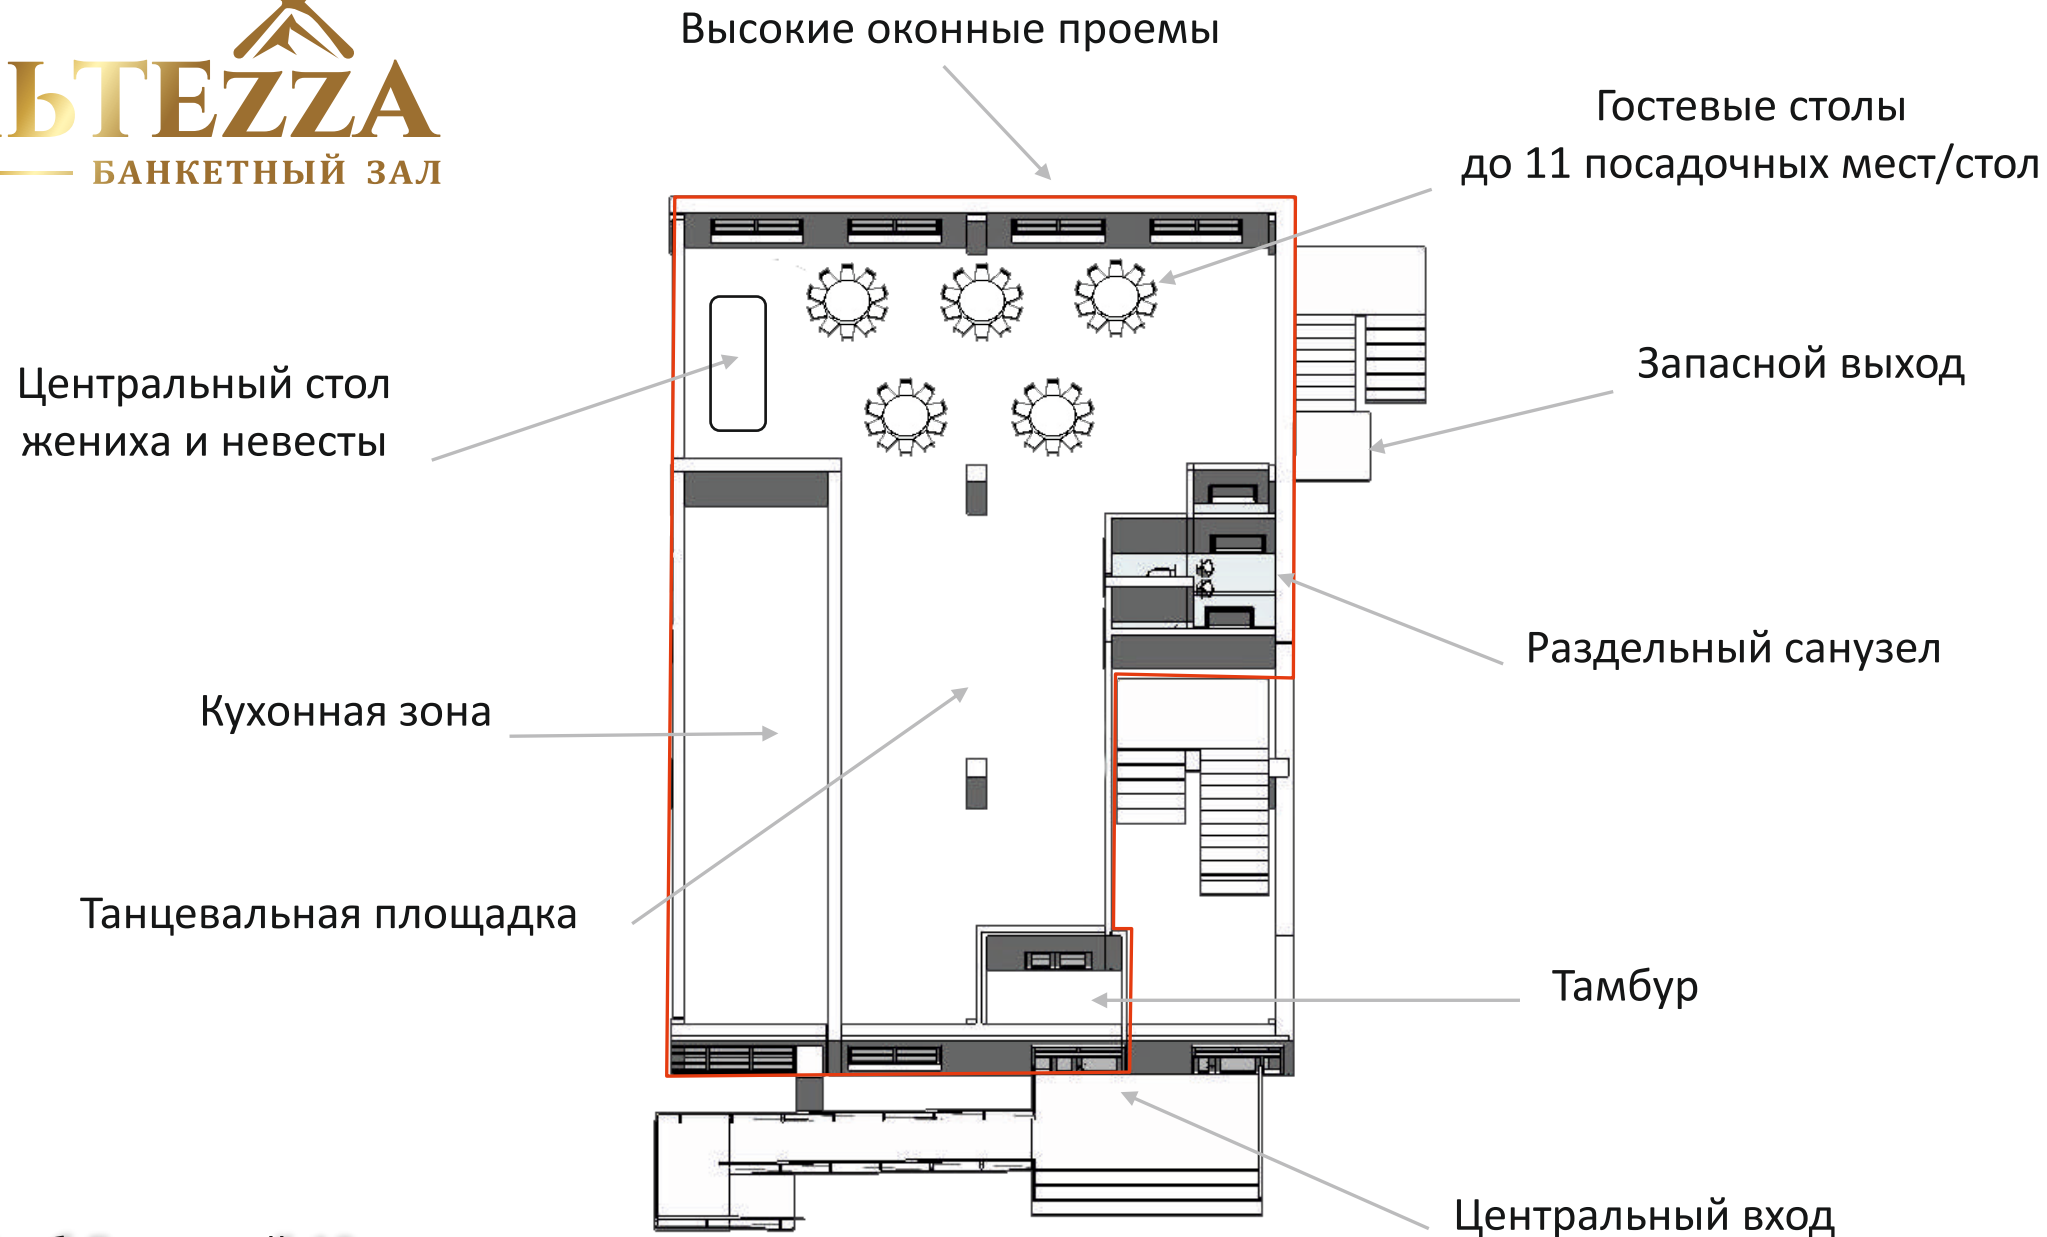 ЬTEZZA
БАНКЕТНЫЙ ЗАЛ
Высокие оконные проемы
Гостевые столы
до 11 посадочных мест/стол
Центральный стол
жениха и невесты
Запасной выход
Раздельный санузел
Кухонная зона
Танцевальная площадка
Тамбур
Центральный вход